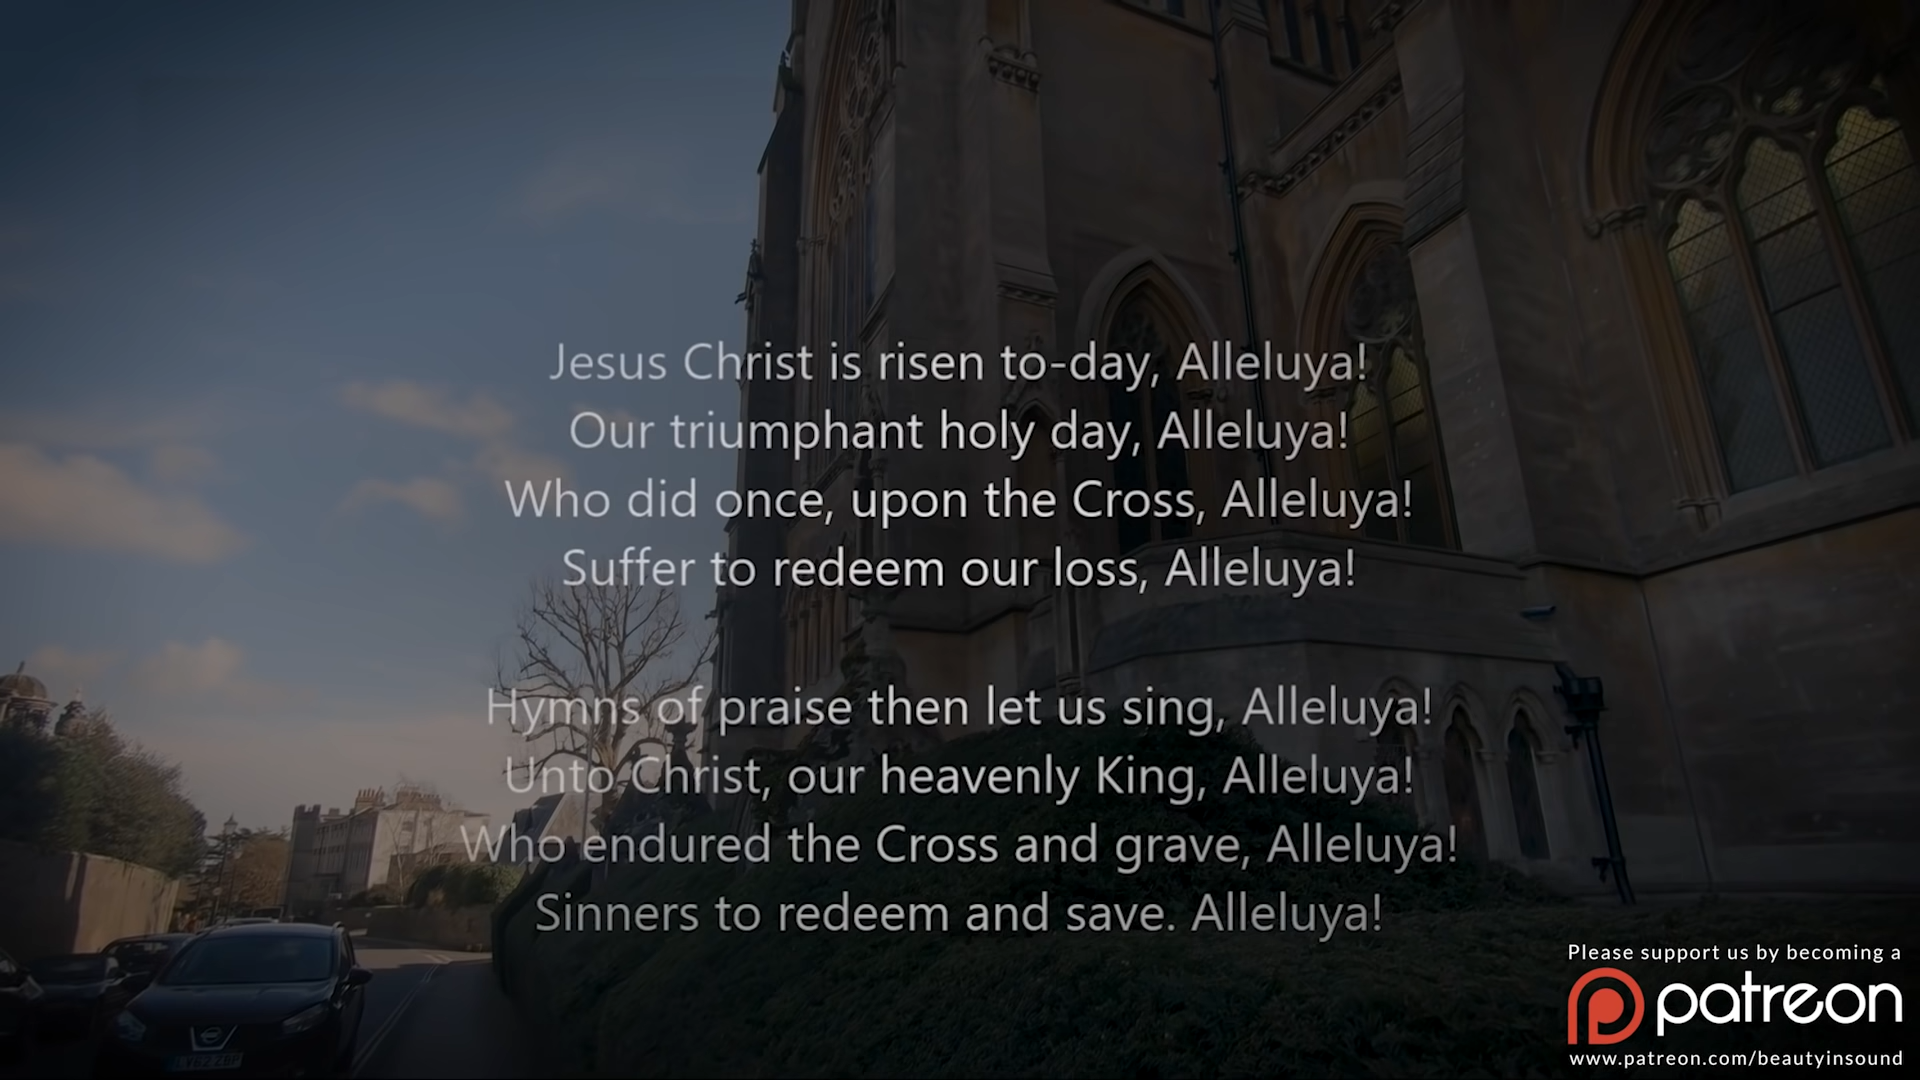 Jesus Christ is risen to-day, Alleluya!
Our triumphant holy day, Alleluya!
Who did once, upon the Cross, Alleluya!
Suffer to redeem our loss, Alleluya!
Hymns of praise then let us sing, Alleluya!
Unto Christ, our heavenly King, Alleluya!
Who endured the Cross and grave, Alleluya!
Sinners to redeem and save. Alleluya!
Please support us by becoming a
patreon
www.patreon.com/beautyinsound